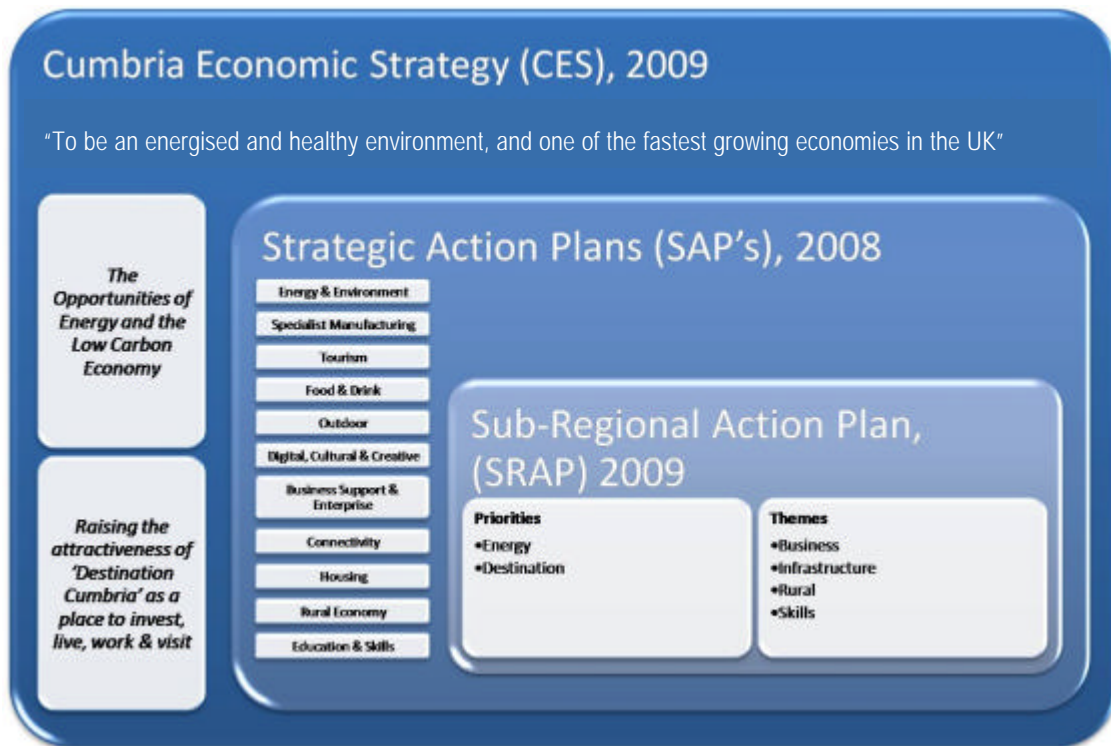 Cumbria Economic Strategy (CES), 2009
"To be an energised and healthy environment, and one of the fastest growing economies in the UK"
The
Opportunities of
Energy and the
Low Carbon
Economy
Raising the
attractiveness of
'Destination
Cumbria' as a
place to invest,
live, work & visit
Strategic Action Plans (SAP's), 2008
Energy & Environment
Specialist Manufacturing
Tourism
Food & Drink
Outdoor
Digital, Cultural & Creative
Business Support &
Enterprise
Connectivity
Housing
Rural Economy
Education & Skills
Sub-Regional Action Plan,
(SRAP) 2009
Priorities
•Energy
•Destination
Themes
•Business
•Infrastructure
•Rural
•Skills